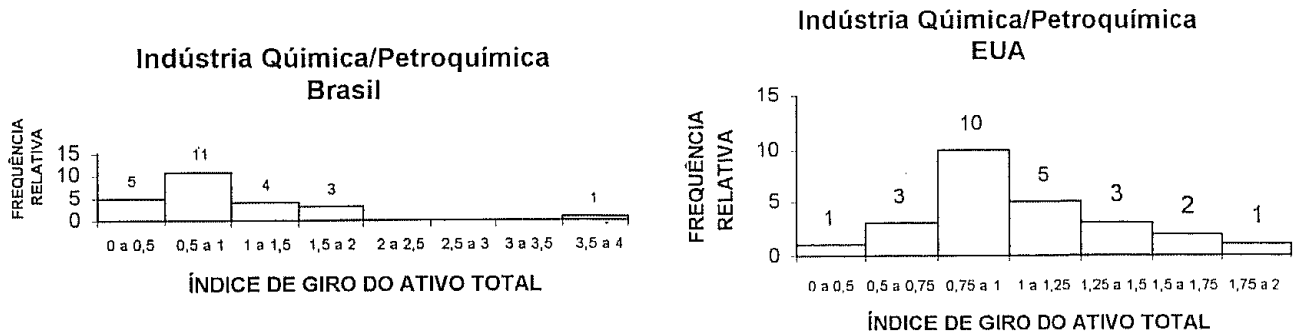 Indústria Qúimica/Petroquímica
Brasil
FREQUÊNCIA
RELATIVA
15
10
5
0
5
11
4
3
1
0 a 0,5
0,5 a 1
1 a 1,5
1,5 a 2
2 a 2,5
2,5 a 3
3 a 3,5
3,5 a 4
ÍNDICE DE GIRO DO ATIVO TOTAL
Indústria Qúimica/Petroquímica
EUA
FREQUÊNCIA
RELATIVA
15
10
5
0
1
3
10
5
3
2
1
0 a 0,5
0,5 a 0,75
0,75 a 1
1 a 1,25
1,25 a 1,5
1,5 a 1,75
1,75 a 2
ÍNDICE DE GIRO DO ATIVO TOTAL